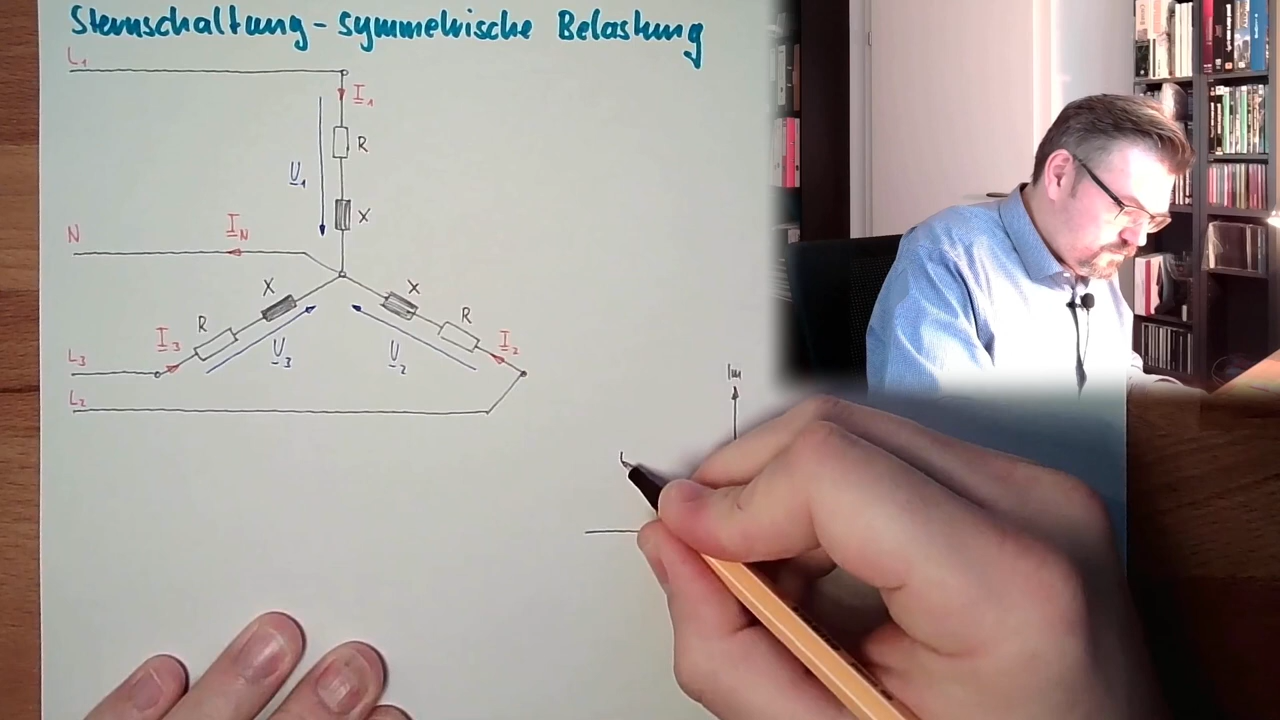 Sternschaltung - symmetrische Belastung
L1
I1
R
U1
X
N
IN
X
X
R
R
I3
I2
U3
U2
L3
L2
Im